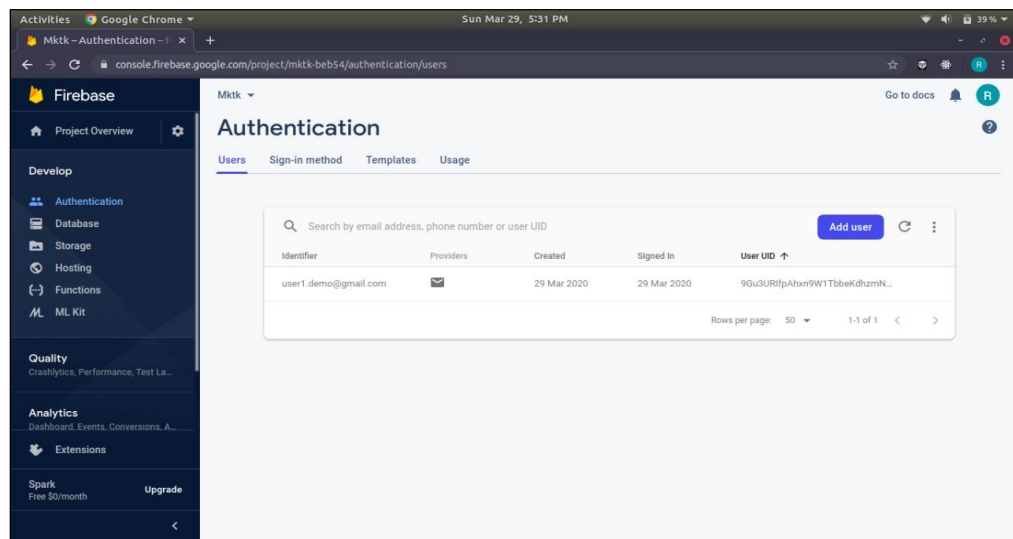 Activities Google Chrome Sun Mar 29, 5:31 PM 39 %
Mktk – Authentication – F
console.firebase.google.com/project/mktk-beb54/authentication/users R
Firebase
Mktk Go to docs R
Project Overview
Authentication
Users Sign-in method Templates Usage
Develop
Authentication
Database
Storage
Hosting
Functions
ML ML Kit
Quality
Crashlytics, Performance, Test La...
Analytics
Dashboard, Events, Conversions, A...
Extensions
Spark
Free $0/month
Upgrade
Search by email address, phone number or user UID Add user
Identifier Providers Created Signed In User UID
user1.demo@gmail.com 29 Mar 2020 29 Mar 2020 9Gu3URIfpAhxn9W1TbbeKdhzmN...
Rows per page: 50 1-1 of 1